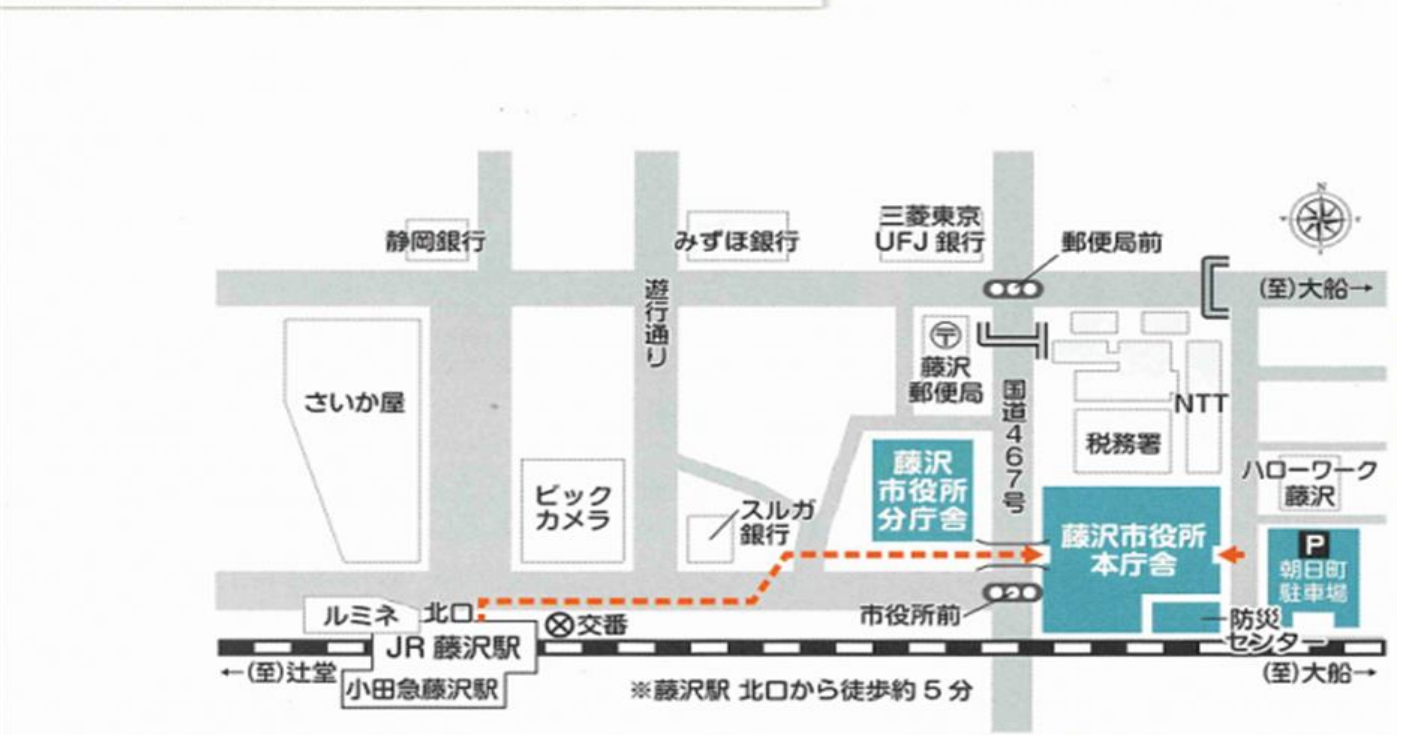 N
静岡銀行
みずほ銀行
三菱東京
UFJ 銀行
郵便局前
(至)大船→
遊行通り
〒
藤沢
郵便局
国道467号
さいか屋
NTT
税務署
藤沢
市役所
分庁舎
ハローワーク
藤沢
ビック
カメラ
スルガ
銀行
藤沢市役所
本庁舎
P
朝日町
駐車場
ルミネ
北口
交番
市役所前
防災
センター
JR 藤沢駅
←(至)辻堂
小田急藤沢駅
※藤沢駅 北口から徒歩約5分
(至)大船→